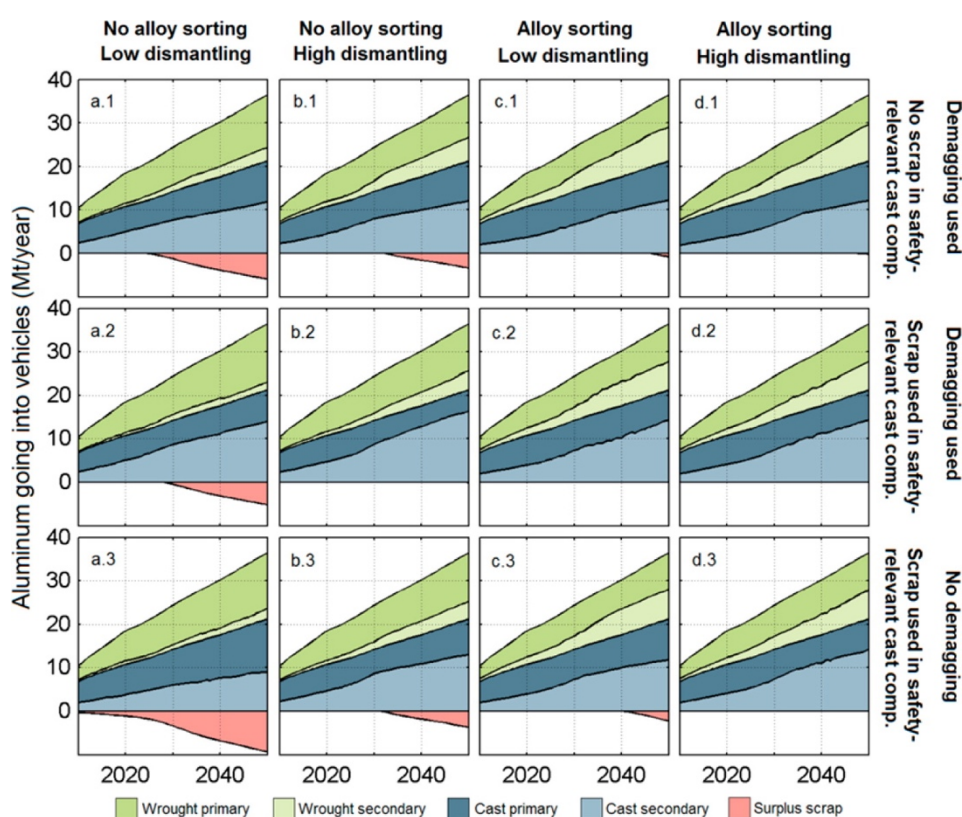 No alloy sorting
Low dismantling
No alloy sorting
High dismantling
Alloy sorting
Low dismantling
Alloy sorting
High dismantling
Aluminum going into vehicles (Mt/year)
40
30
20
10
0
a.1
b.1
c.1
d.1
Demagging used
No scrap in safety-
relevant cast comp.
40
30
20
10
0
a.2
b.2
c.2
d.2
Demagging used
Scrap used in safety-
relevant cast comp.
40
30
20
10
0
a.3
b.3
c.3
d.3
No demagging
Scrap used in safety-
relevant cast comp.
2020 2040 2020 2040 2020 2040 2020 2040
Wrought primary Wrought secondary Cast primary Cast secondary Surplus scrap